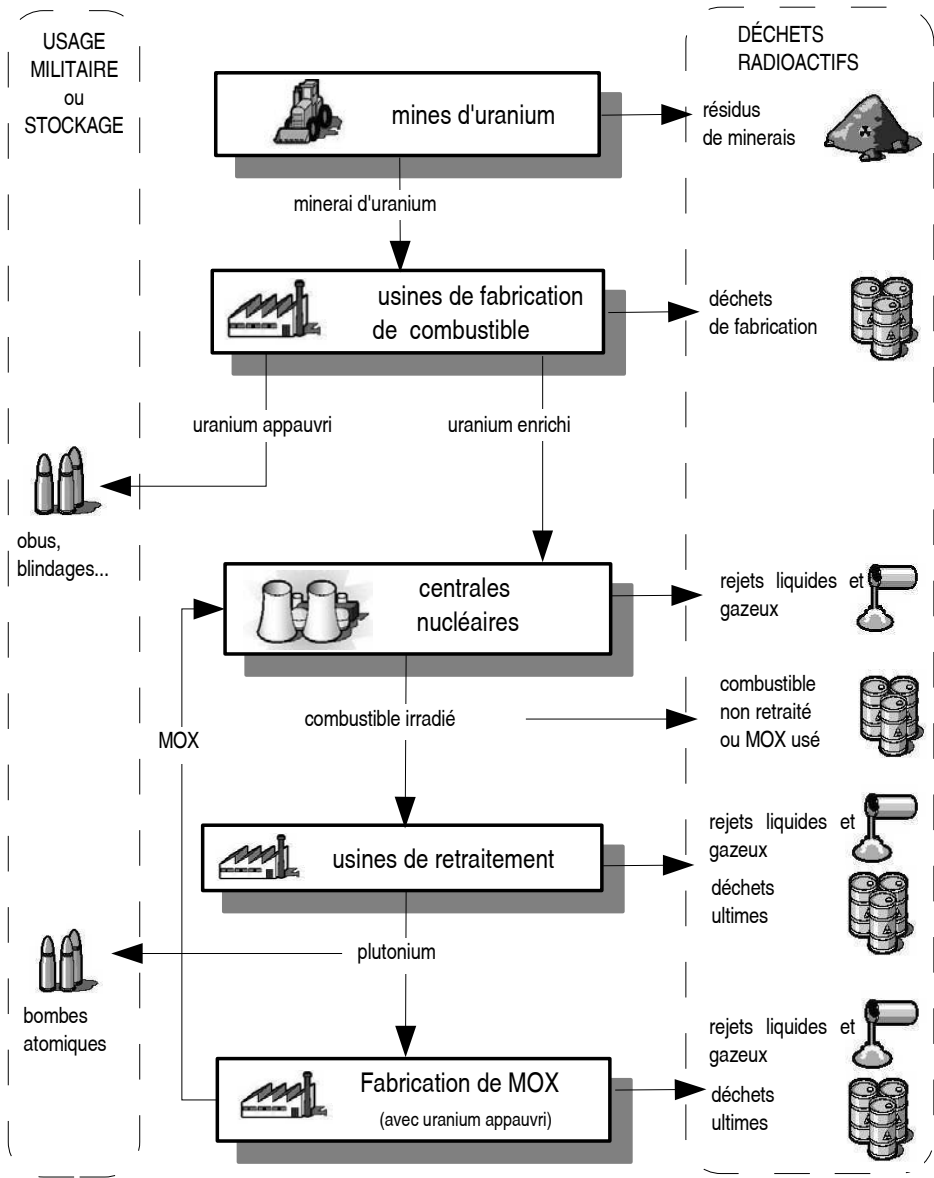 USAGE
MILITAIRE
ou
STOCKAGE
DÉCHETS
RADIOACTIFS
mines d'uranium
résidus
de minerais
minerai d'uranium
usines de fabrication
de combustible
déchets
de fabrication
uranium appauvri
uranium enrichi
obus,
blindages...
centrales
nucléaires
rejets liquides et
gazeux
combustible irradié
combustible
non retraité
ou MOX usé
MOX
usines de retraitement
rejets liquides et
gazeux
déchets
ultimes
plutonium
bombes
atomiques
Fabrication de MOX
(avec uranium appauvri)
rejets liquides et
gazeux
déchets
ultimes